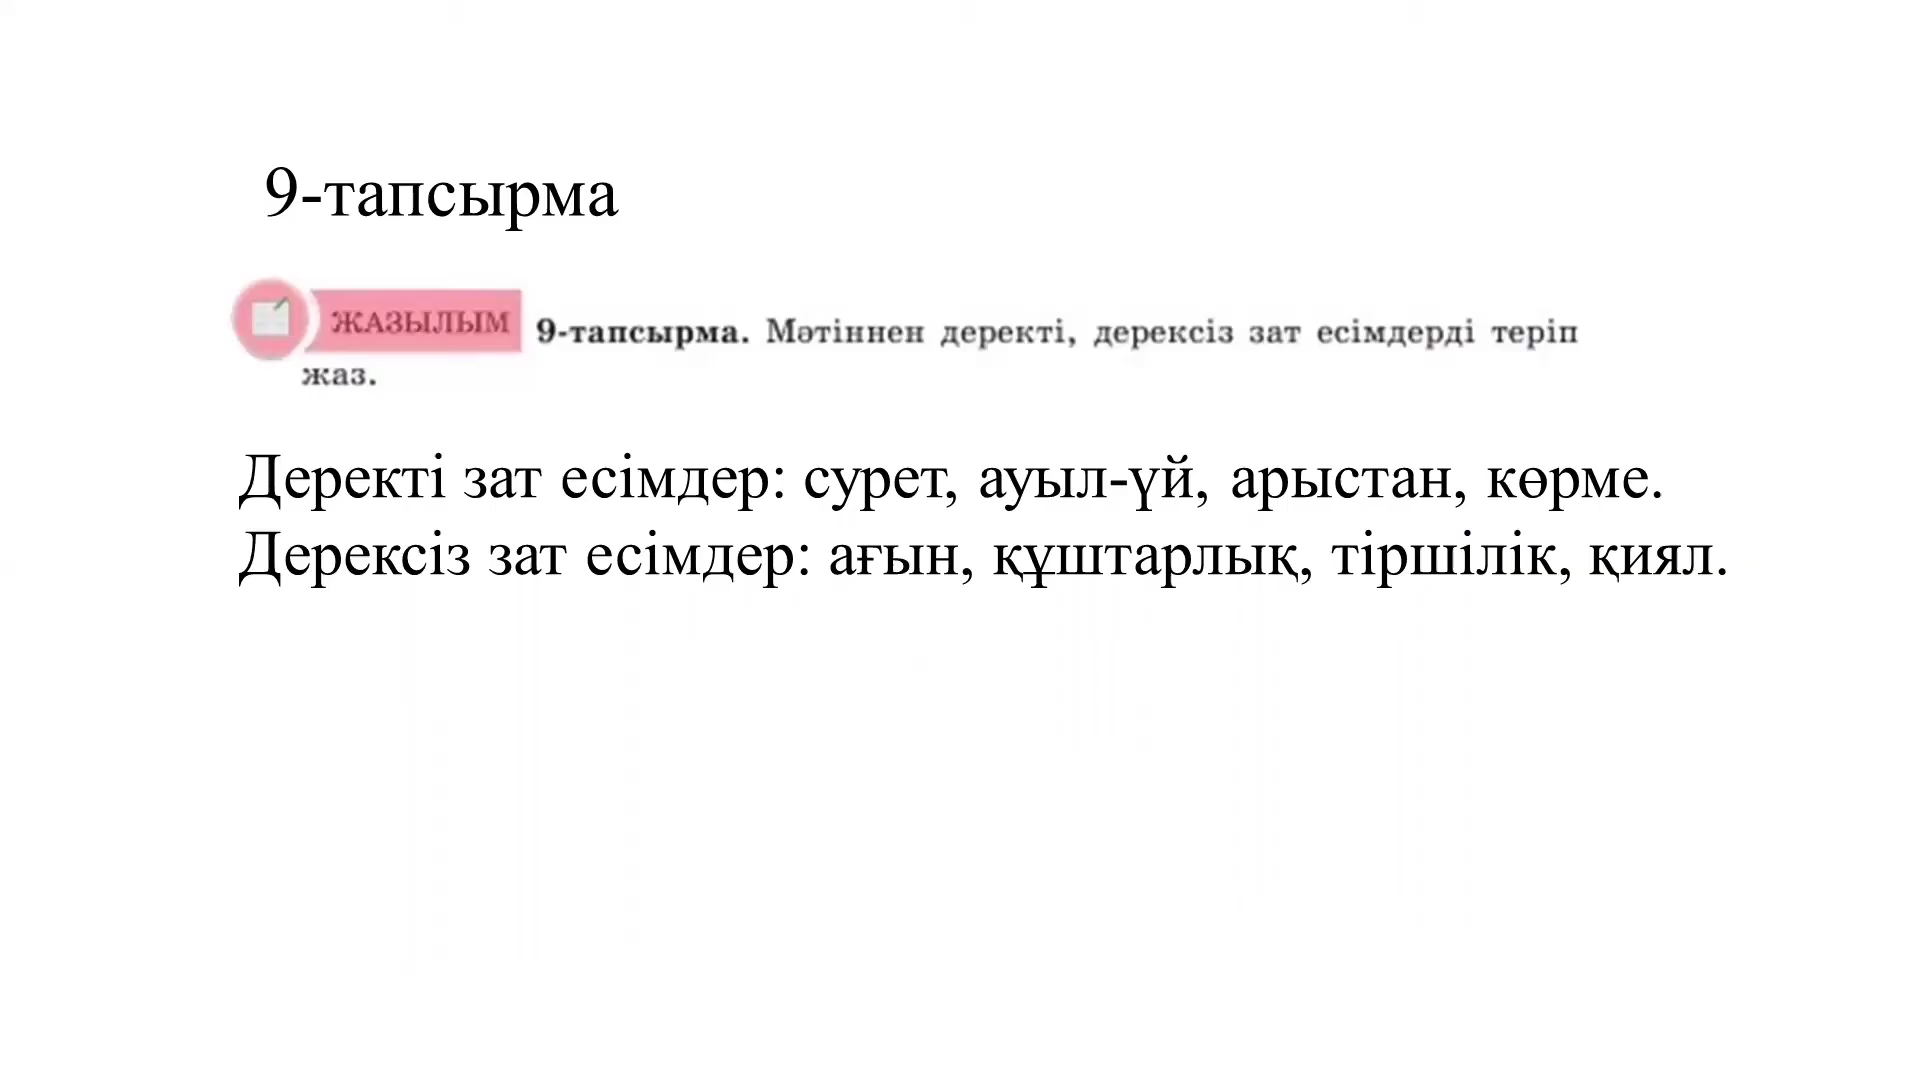 9-тапсырма
ЖАЗЫЛЫМ 9-тапсырма. Мәтіннен деректі, дерексіз зат есімдерді теріп
жаз.
Деректі зат есімдер: сурет, ауыл-үй, арыстан, көрме.
Дерексіз зат есімдер: ағын, құштарлық, тіршілік, қиял.